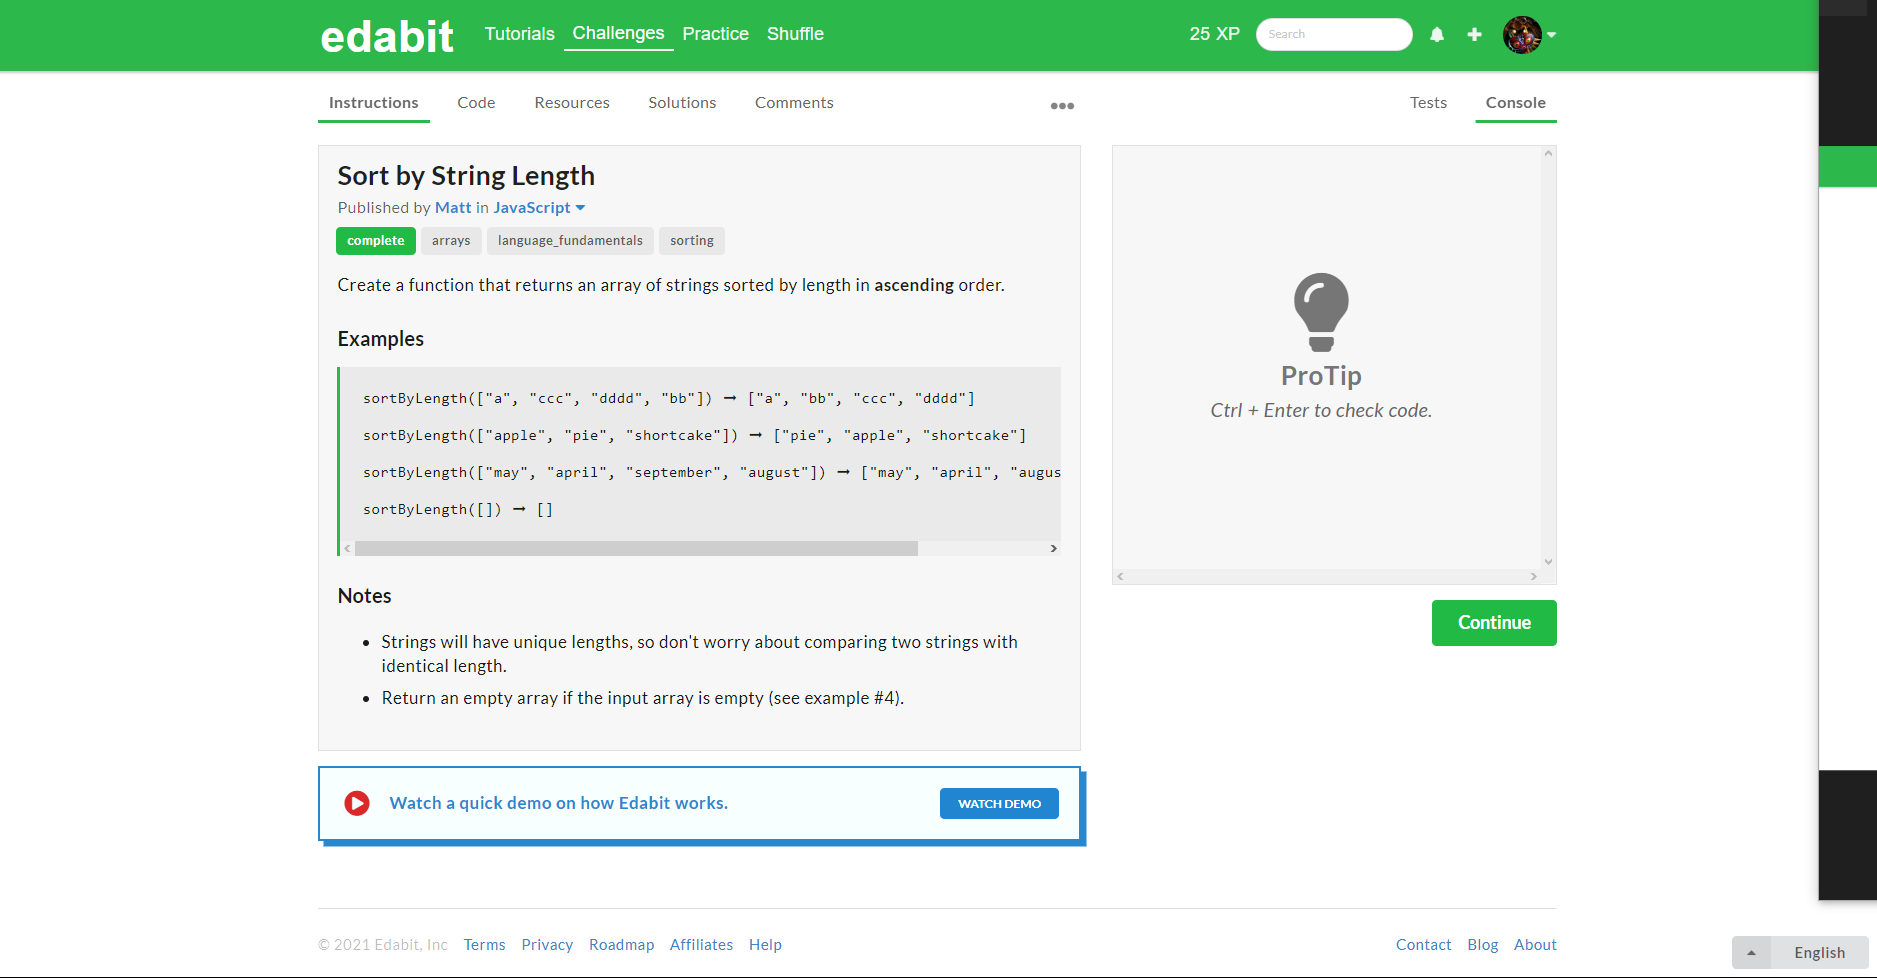 edabit Tutorials Challenges Practice Shuffle 25 XP Search
Instructions Code Resources Solutions Comments Tests Console
Sort by String Length
Published by Matt in JavaScript
complete arrays language_fundamentals sorting
Create a function that returns an array of strings sorted by length in ascending order.
Examples
sortByLength(["a", "ccc", "dddd", "bb"]) ➞ ["a", "bb", "ccc", "dddd"]
sortByLength(["apple", "pie", "shortcake"]) ➞ ["pie", "apple", "shortcake"]
sortByLength(["may", "april", "september", "august"]) ➞ ["may", "april", "augus
sortByLength([]) ➞ []
Notes
• Strings will have unique lengths, so don't worry about comparing two strings with
identical length.
• Return an empty array if the input array is empty (see example #4).
ProTip
Ctrl + Enter to check code.
Continue
Watch a quick demo on how Edabit works. WATCH DEMO
© 2021 Edabit, Inc Terms Privacy Roadmap Affiliates Help Contact Blog About
English